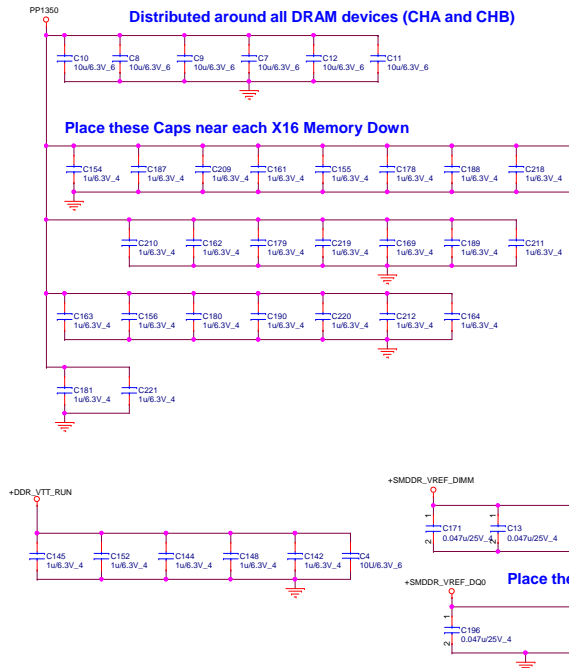 PP1350
Distributed around all DRAM devices (CHA and CHB)
C10 C8 C9 C7 C12 C11
10u/6.3V_6 10u/6.3V_6 10u/6.3V_6 10u/6.3V_6 10u/6.3V_6 10u/6.3V_6
Place these Caps near each X16 Memory Down
C154 C187 C209 C161 C155 C178 C188 C218
1u/6.3V_4 1u/6.3V_4 1u/6.3V_4 1u/6.3V_4 1u/6.3V_4 1u/6.3V_4 1u/6.3V_4 1u/6.3V_4
C210 C162 C179 C219 C169 C189 C211
1u/6.3V_4 1u/6.3V_4 1u/6.3V_4 1u/6.3V_4 1u/6.3V_4 1u/6.3V_4 1u/6.3V_4
C163 C156 C180 C190 C220 C212 C164
1u/6.3V_4 1u/6.3V_4 1u/6.3V_4 1u/6.3V_4 1u/6.3V_4 1u/6.3V_4 1u/6.3V_4
C181 C221
1u/6.3V_4 1u/6.3V_4
+DDR_VTT_RUN
C145 C152 C144 C148 C142 C4
1u/6.3V_4 1u/6.3V_4 1u/6.3V_4 1u/6.3V_4 1u/6.3V_4 10U/6.3V_6
+SMDDR_VREF_DIMM
1 1
C171 C13
0.047u/25V_4 0.047u/25V_4
2 2
+SMDDR_VREF_DQ0
Place the
1
C196
0.047u/25V_4
2